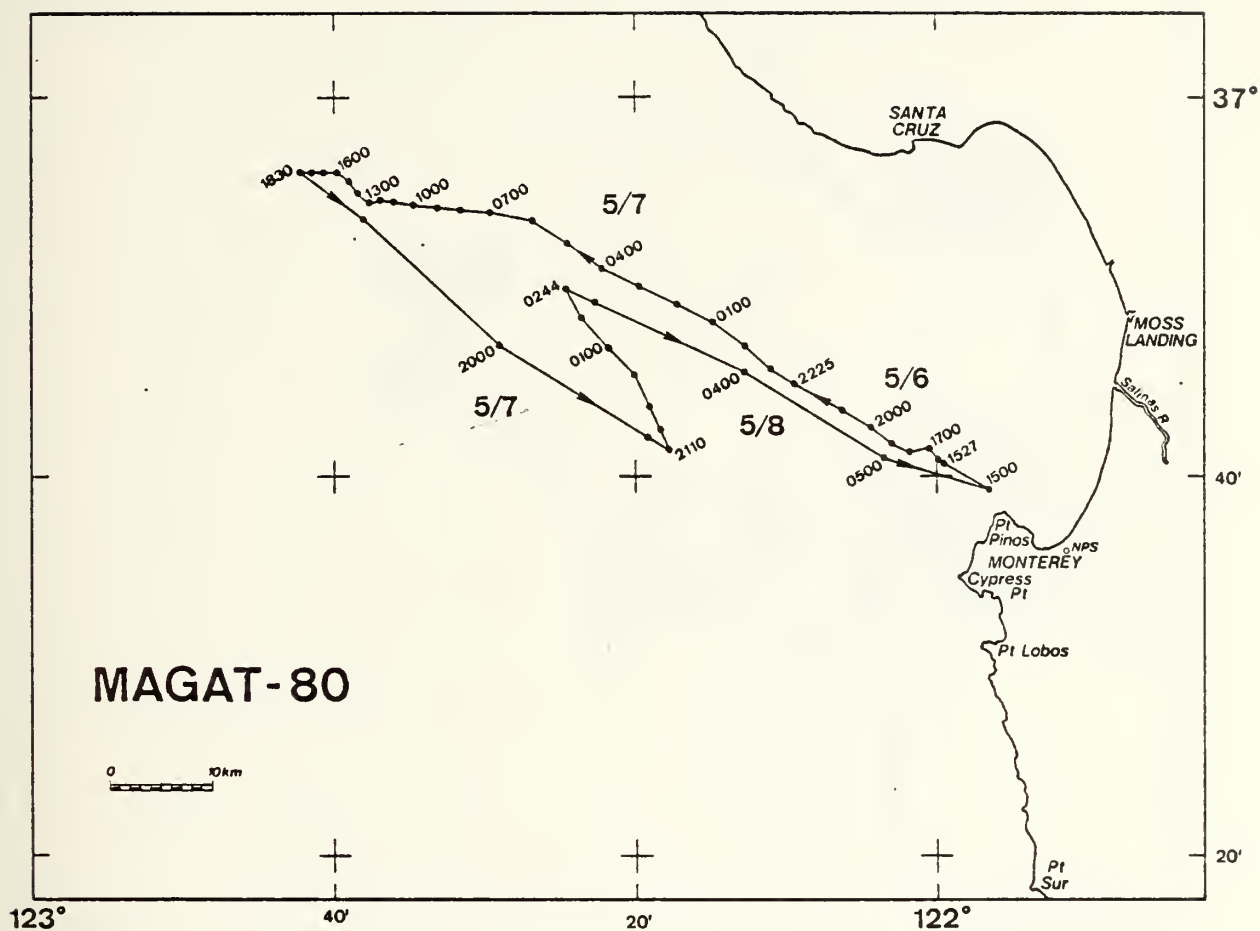 37°
SANTA
CRUZ
1830
1600
1300
1000
0700
5/7
0400
0244
0100
MOSS
LANDING
0100
2225
5/6
2000
0400
Salinas R.
5/7
5/8
2000
1700
2110
1527
0500
1500
40'
Pt
Pinos
NPS
MONTEREY
Cypress
Pt
Pt Lobos
MAGAT-80
0
10km
20'
Pt
Sur
123°
40'
20'
122°